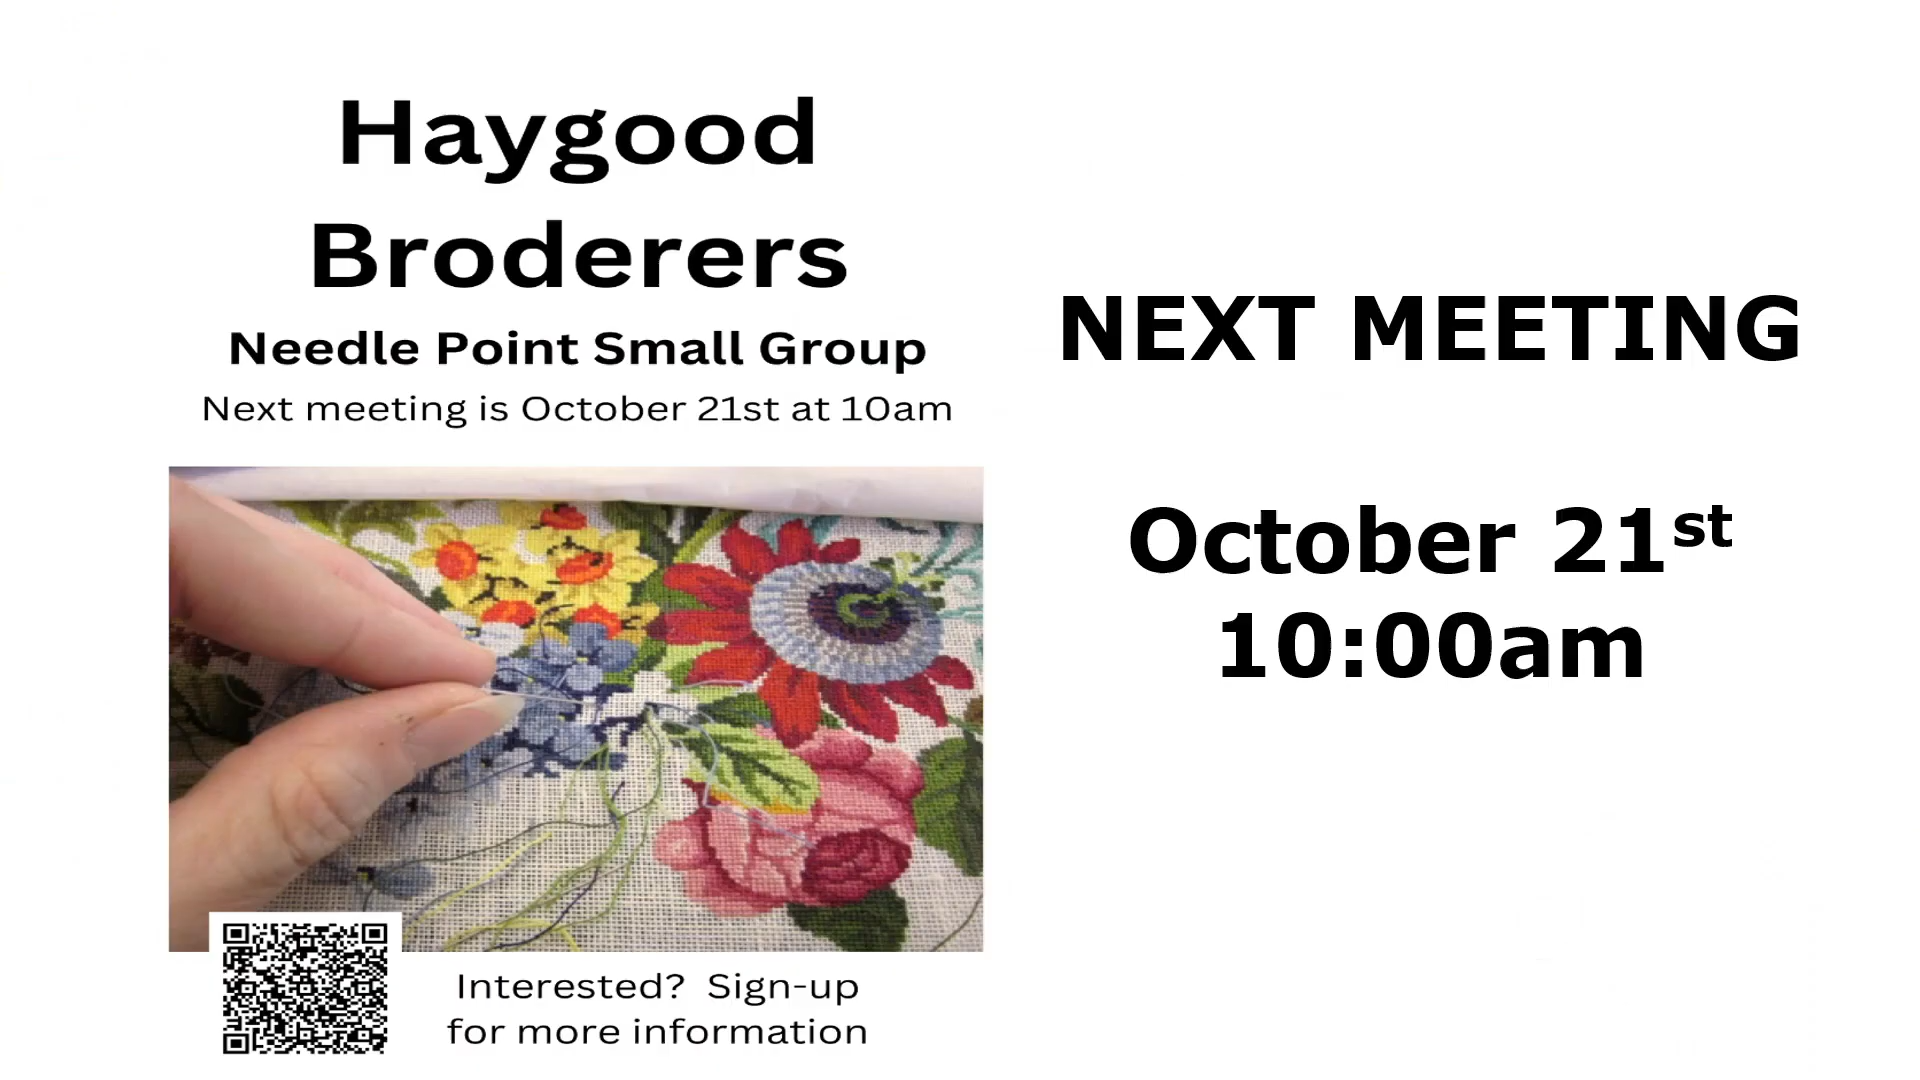 Haygood
Broderers
Needle Point Small Group
Next meeting is October 21st at 10am
Interested? Sign-up
for more information
NEXT MEETING
October 21st
10:00am